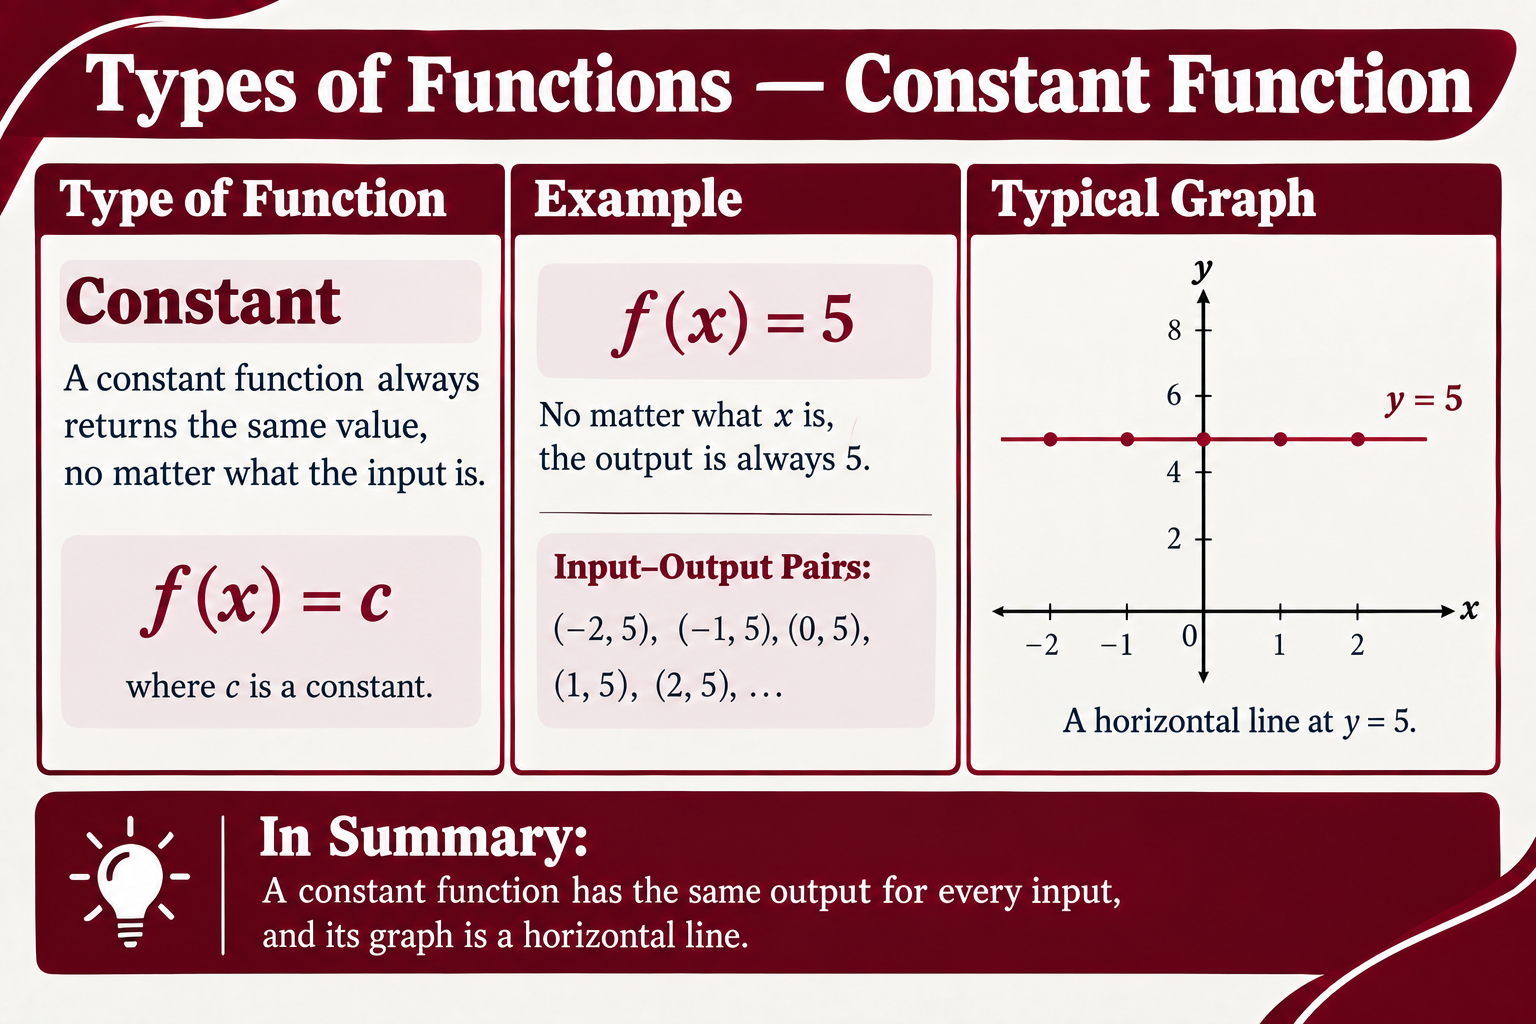 Types of Functions — Constant Function
Type of Function
Constant
A constant function always
returns the same value,
no matter what the input is.
f(x) = c
where c is a constant.
Example
f(x) = 5
No matter what x is,
the output is always 5.
Input–Output Pairs:
(−2, 5), (−1, 5), (0, 5),
(1, 5), (2, 5), ...
Typical Graph
y
8
6
y = 5
4
2
x
−2 −1 0 1 2
A horizontal line at y = 5.
In Summary:
A constant function has the same output for every input,
and its graph is a horizontal line.